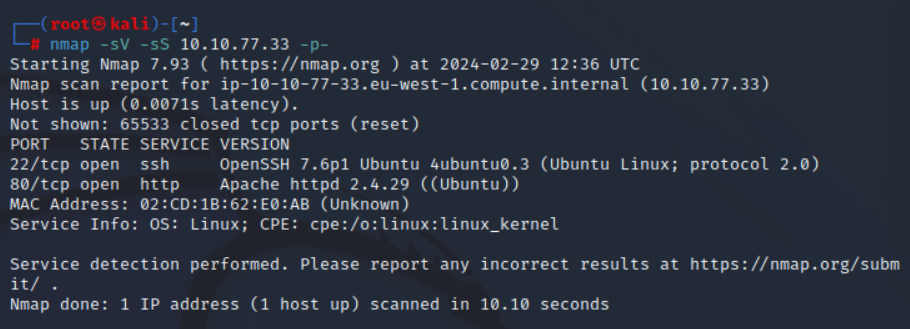 ┌──(root㉿kali)-[~]
└─# nmap -sV -sS 10.10.77.33 -p-
Starting Nmap 7.93 ( https://nmap.org ) at 2024-02-29 12:36 UTC
Nmap scan report for ip-10-10-77-33.eu-west-1.compute.internal (10.10.77.33)
Host is up (0.0071s latency).
Not shown: 65533 closed tcp ports (reset)
PORT   STATE SERVICE VERSION
22/tcp open  ssh     OpenSSH 7.6p1 Ubuntu 4ubuntu0.3 (Ubuntu Linux; protocol 2.0)
80/tcp open  http    Apache httpd 2.4.29 ((Ubuntu))
MAC Address: 02:CD:1B:62:E0:AB (Unknown)
Service Info: OS: Linux; CPE: cpe:/o:linux:linux_kernel

Service detection performed. Please report any incorrect results at https://nmap.org/subm
it/ .
Nmap done: 1 IP address (1 host up) scanned in 10.10 seconds